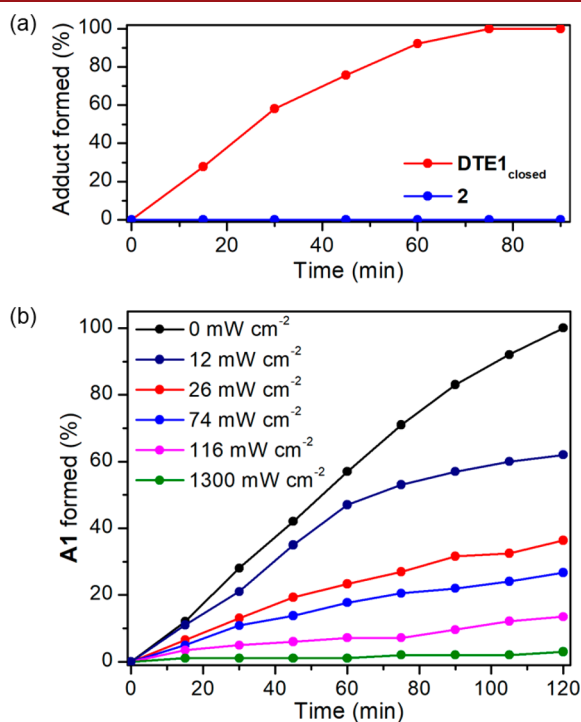 (a)
Adduct formed (%)
100
80
60
40
20
0
DTE1closed
2
0 20 40 60 80
Time (min)
(b)
A1 formed (%)
100
80
60
40
20
0
0 mW cm-2
12 mW cm-2
26 mW cm-2
74 mW cm-2
116 mW cm-2
1300 mW cm-2
0 20 40 60 80 100 120
Time (min)